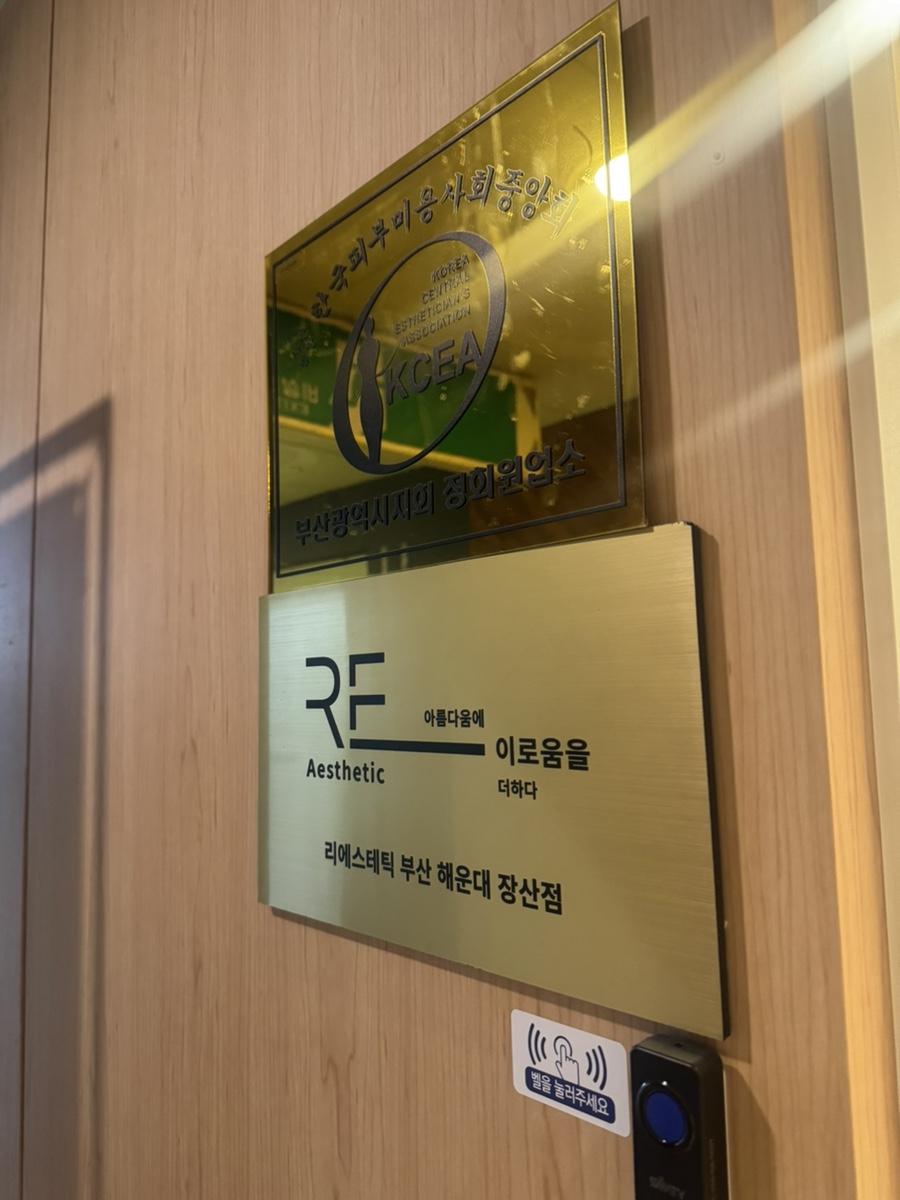 한국피부미용사회중앙회
KOREA
CENTRAL
ESTHETICIAN'S
ASSOCIATION
KCEA
부산광역시지회 정회원업소
RE
아름다움에
이로움을
더하다
Aesthetic
리에스테틱 부산 해운대 장산점
벨을 눌러주세요